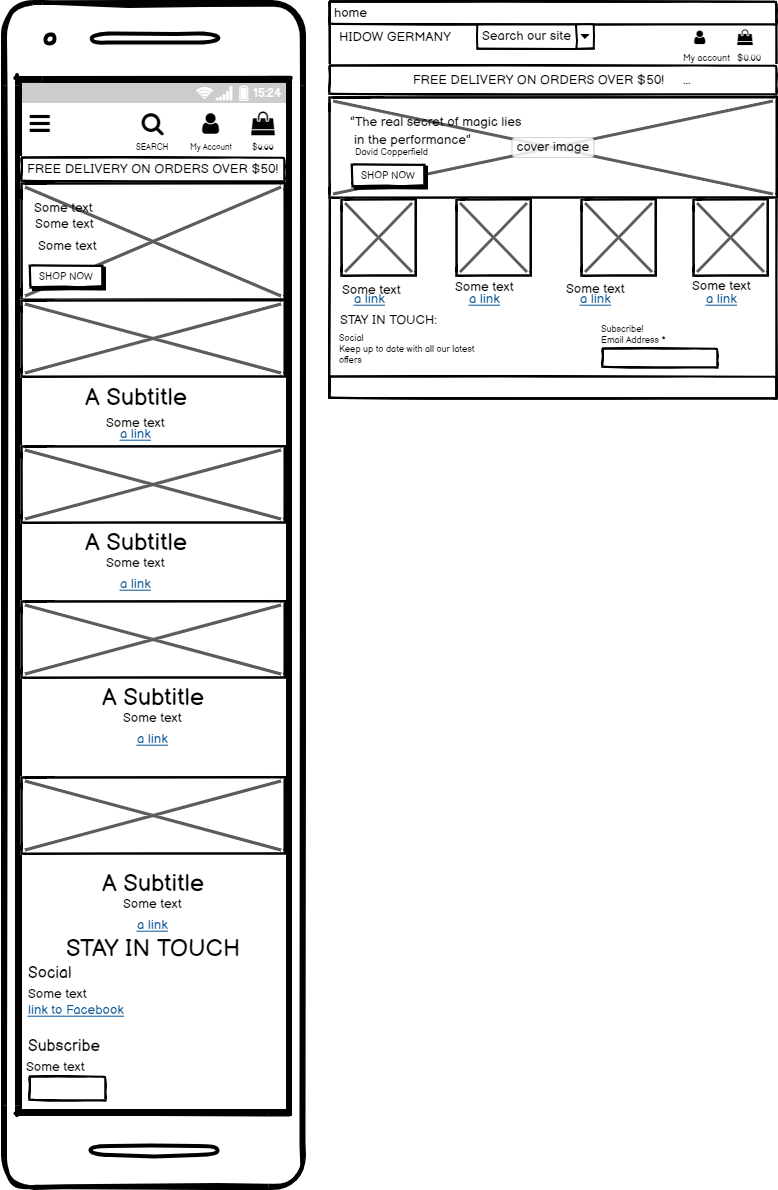 15:24
SEARCH
My Account
$0.00
FREE DELIVERY ON ORDERS OVER $50!
Some text
Some text
Some text
SHOP NOW
A Subtitle
Some text
a link
A Subtitle
Some text
a link
A Subtitle
Some text
a link
A Subtitle
Some text
a link
STAY IN TOUCH
Social
Some text
link to Facebook
Subscribe
Some text
home
HIDOW GERMANY
Search our site
My account
$0.00
FREE DELIVERY ON ORDERS OVER $50!
...
"The real secret of magic lies
in the performance"
David Copperfield
cover image
SHOP NOW
Some text
a link
Some text
a link
Some text
a link
Some text
a link
STAY IN TOUCH:
Social
Keep up to date with all our latest
offers
Subscribe!
Email Address *